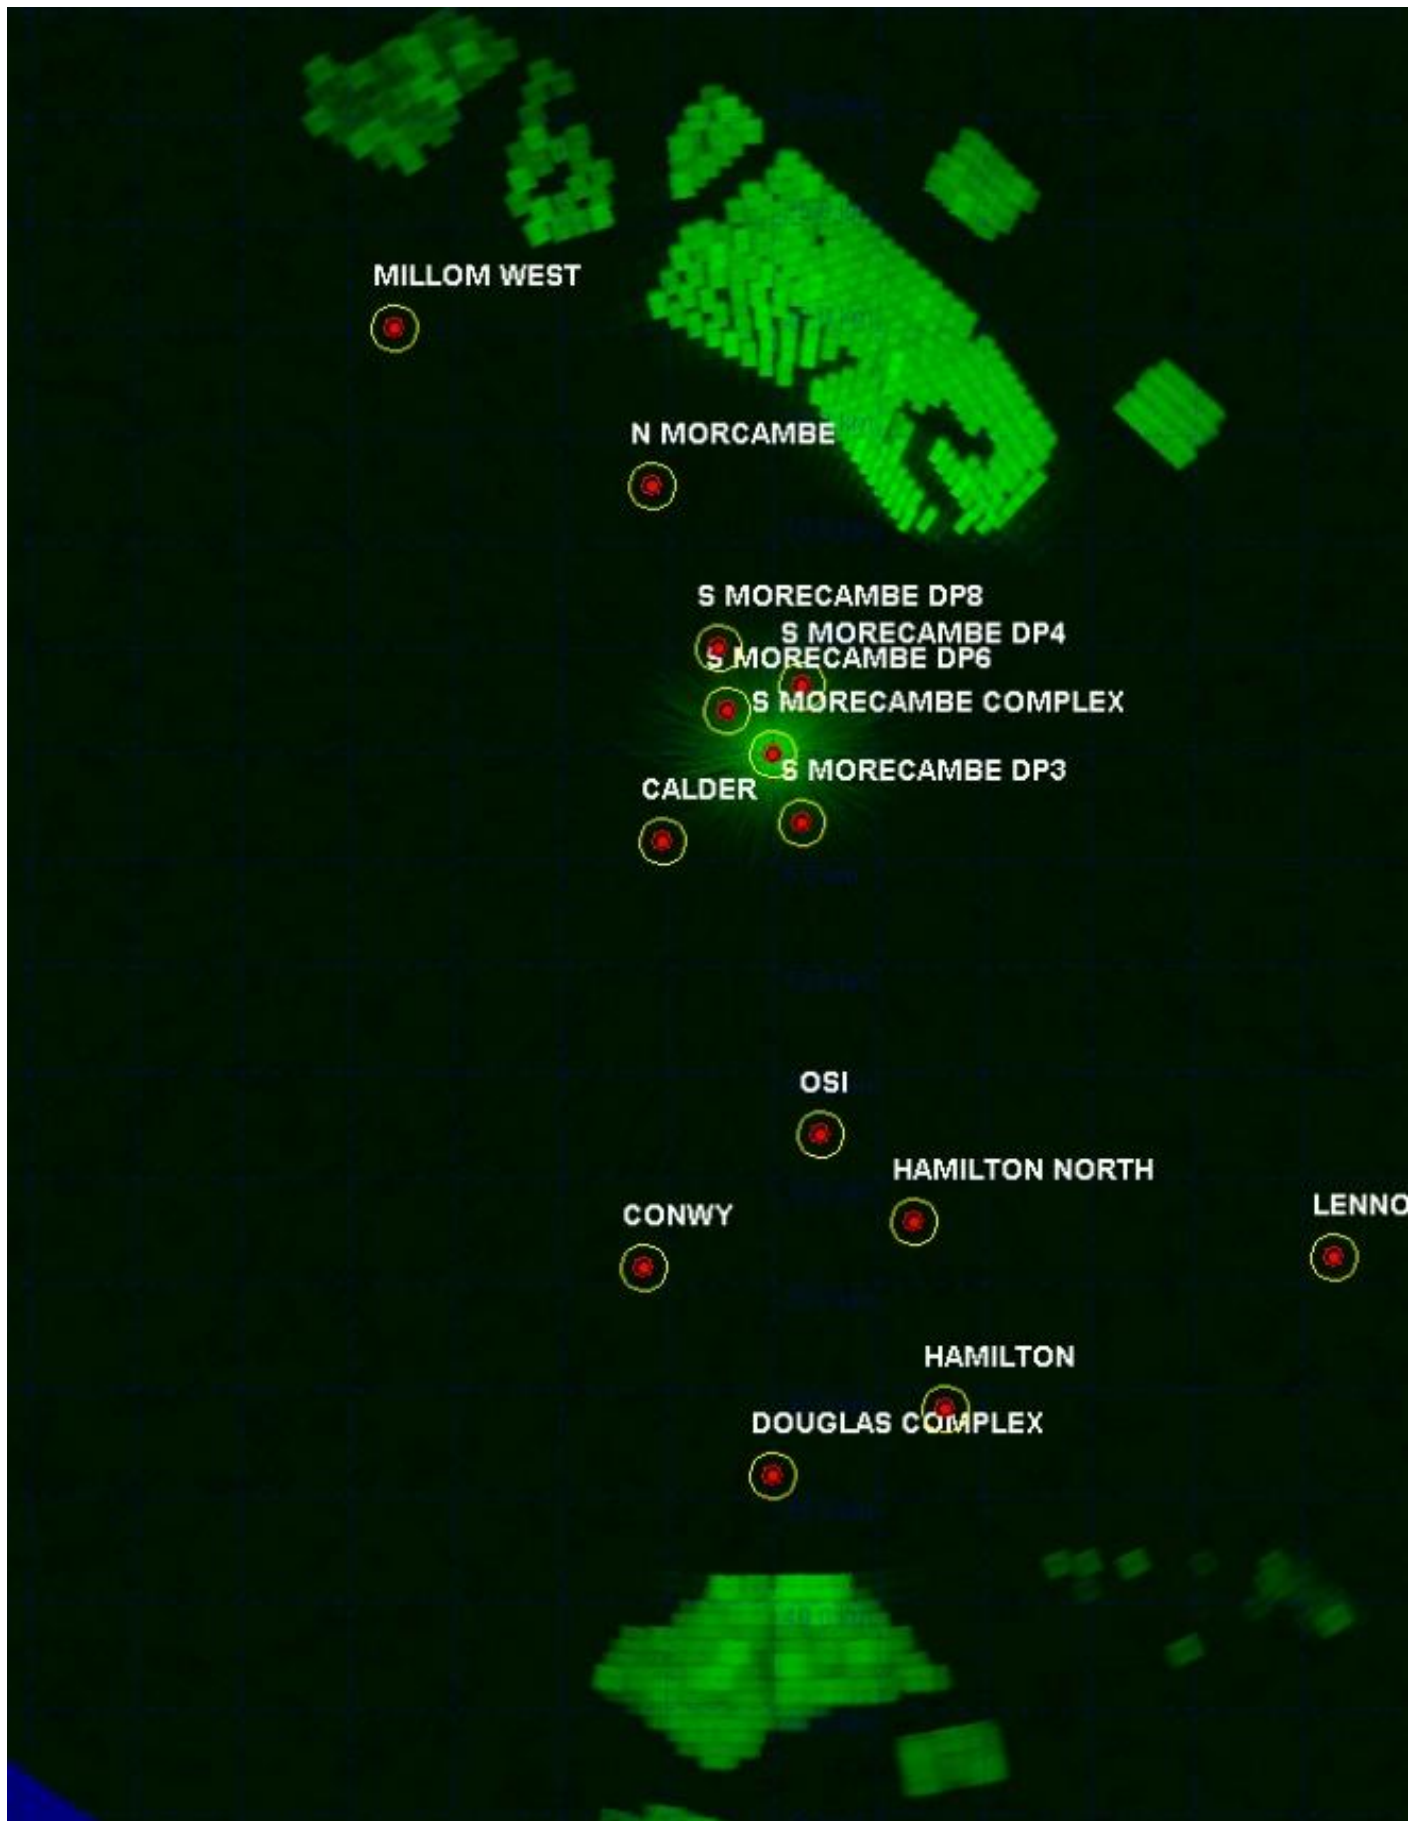 MILLOM WEST
N MORCAMBE
S MORECAMBE DP8
S MORECAMBE DP4
S MORECAMBE DP6
S MORECAMBE COMPLEX
S MORECAMBE DP3
CALDER
OSI
HAMILTON NORTH
LENNO
CONWY
HAMILTON
DOUGLAS COMPLEX